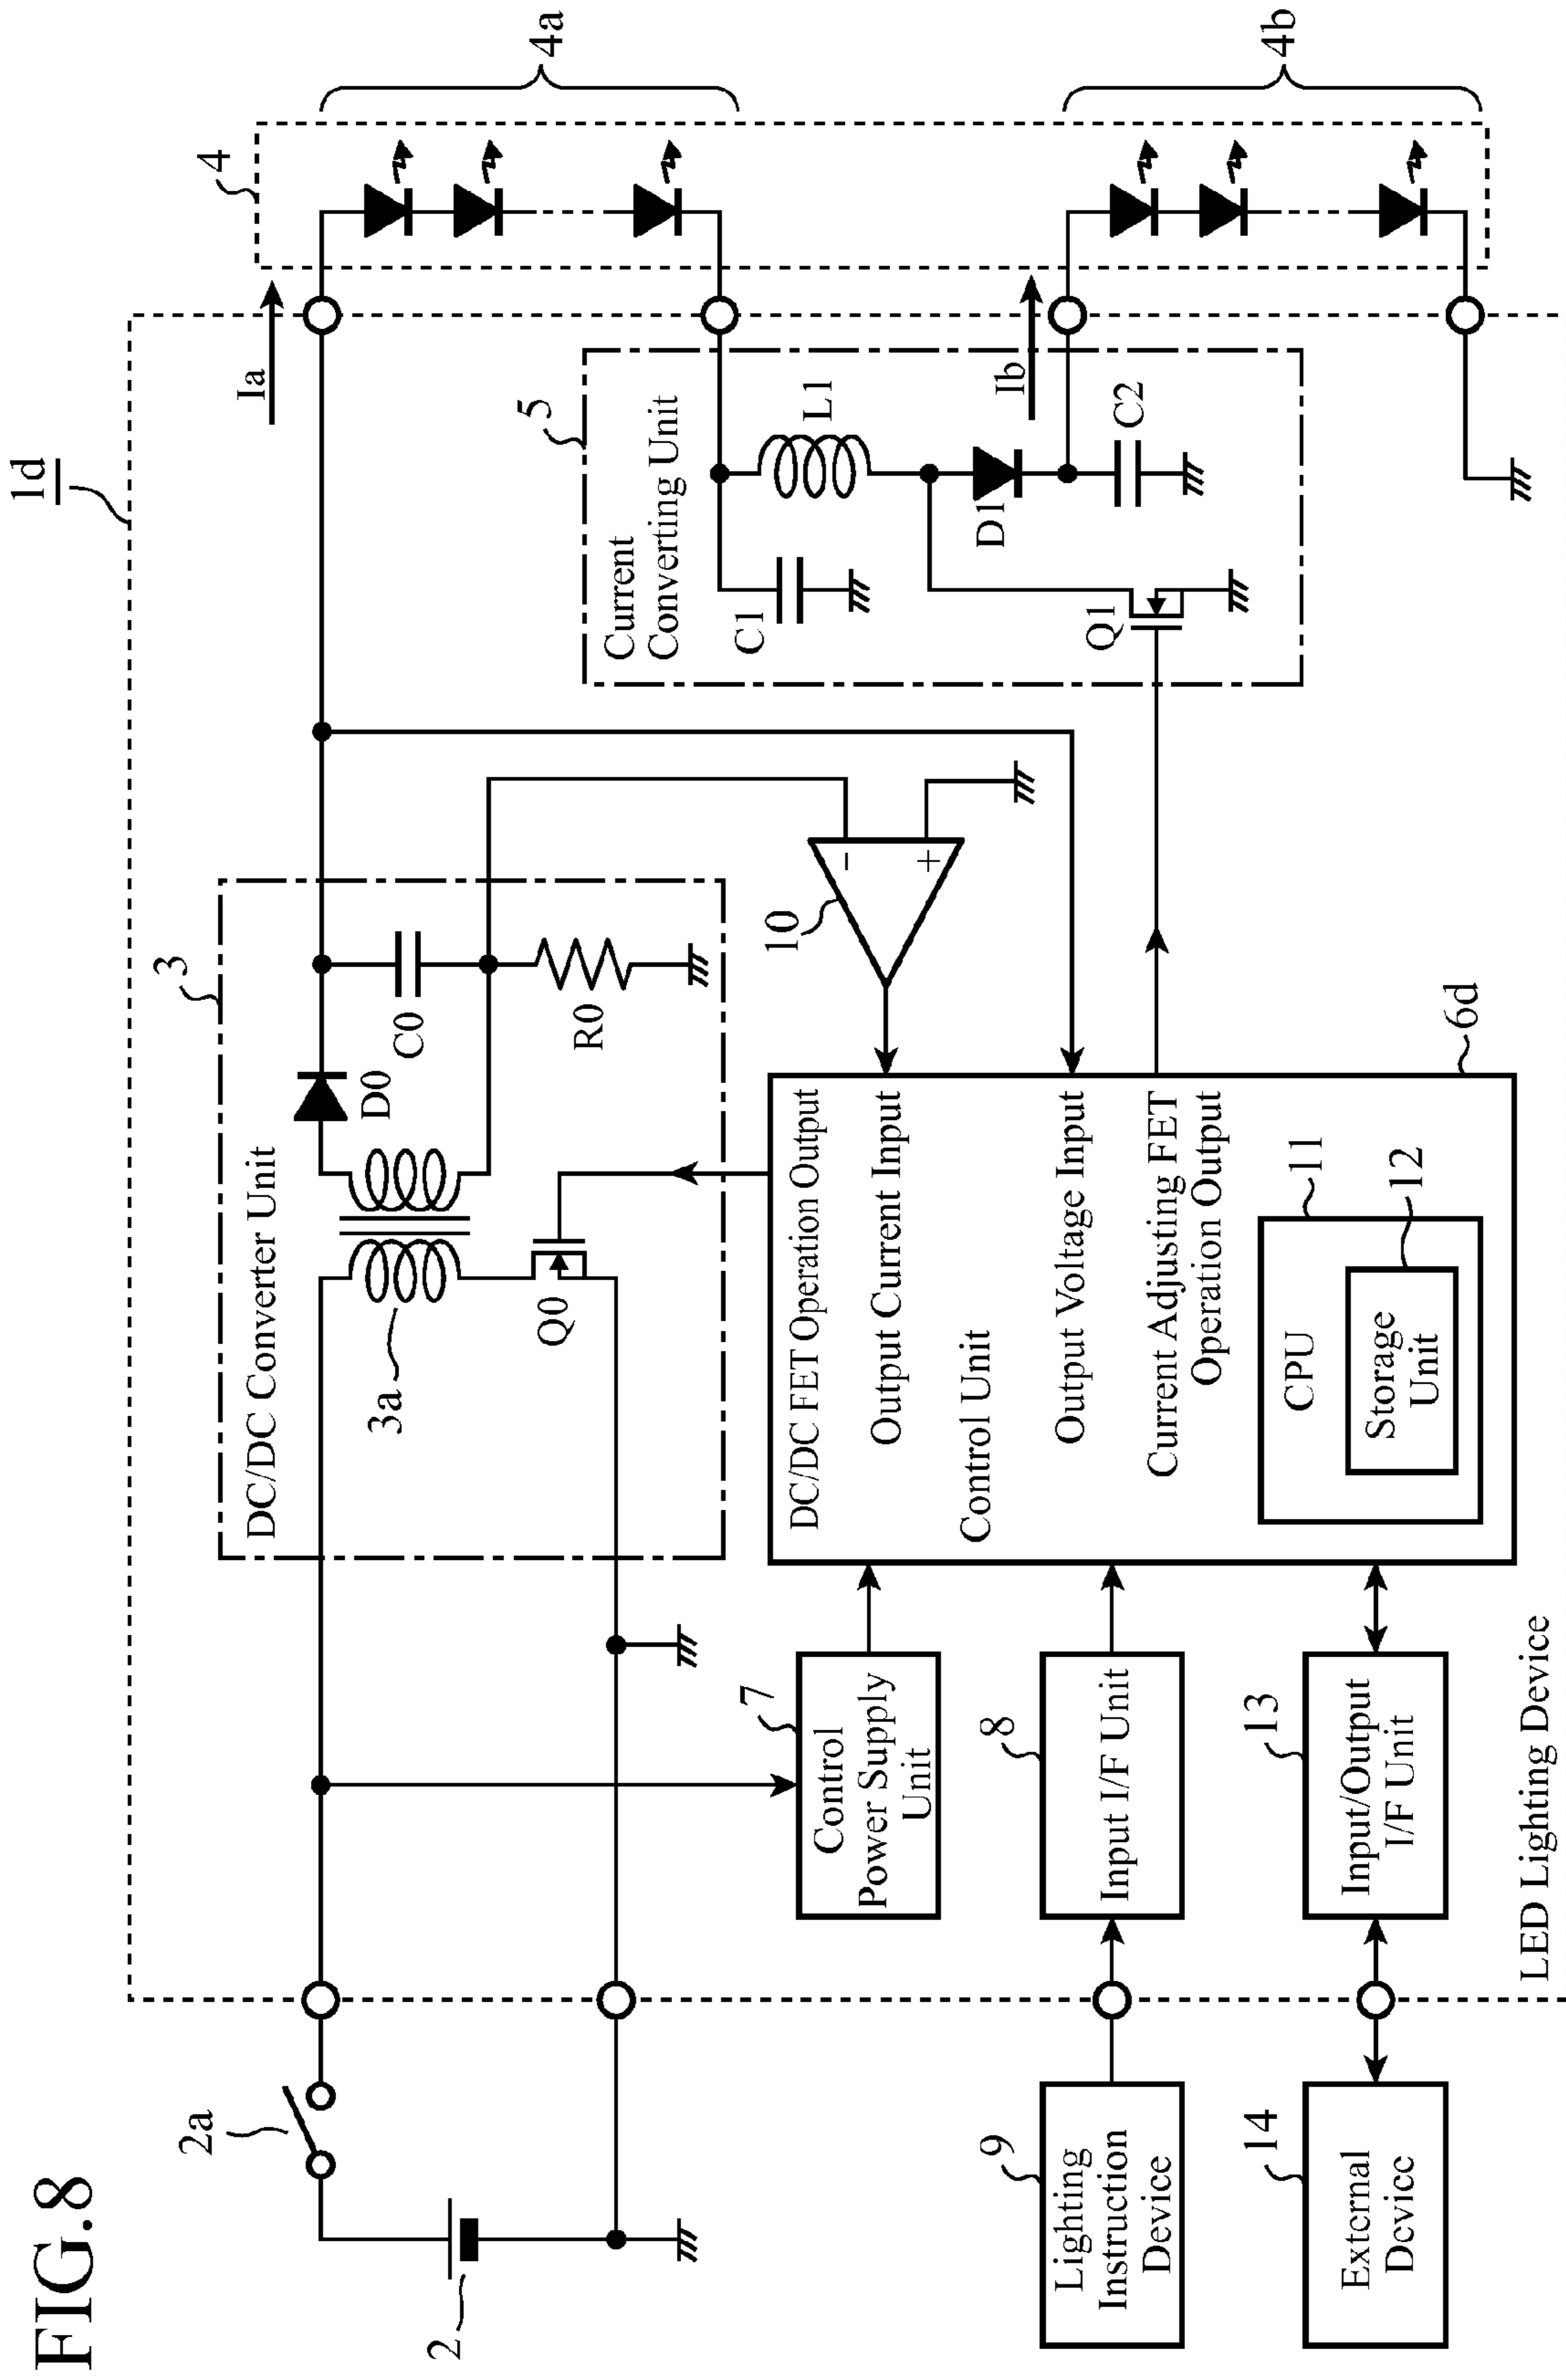 FIG.8
1d
2a
2
DC/DC Converter Unit
3
3a
Q0
D0
C0
R0
Ia
4
4a
4b
5
Current
Converting Unit
C1
L1
D1
Ib
C2
Q1
10
−
+
6d
DC/DC FET Operation Output
Output Current Input
Control Unit
Output Voltage Input
Current Adjusting FET
Operation Output
CPU
11
Storage
Unit
12
7
Control
Power Supply
Unit
8
Input I/F Unit
9
Lighting
Instruction
Device
13
Input/Output
I/F Unit
14
External
Device
LED Lighting Device